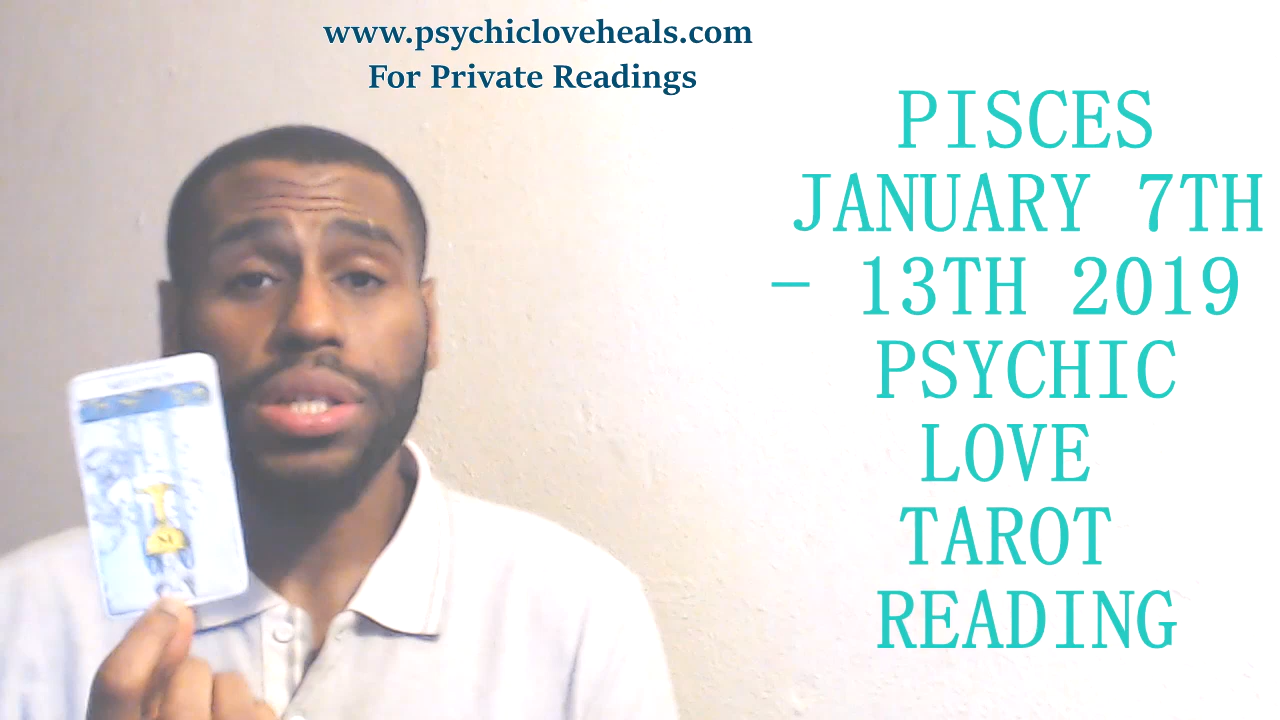 www.psychicloveheals.com
For Private Readings
PISCES
JANUARY 7TH
- 13TH 2019
PSYCHIC
LOVE
TAROT
READING